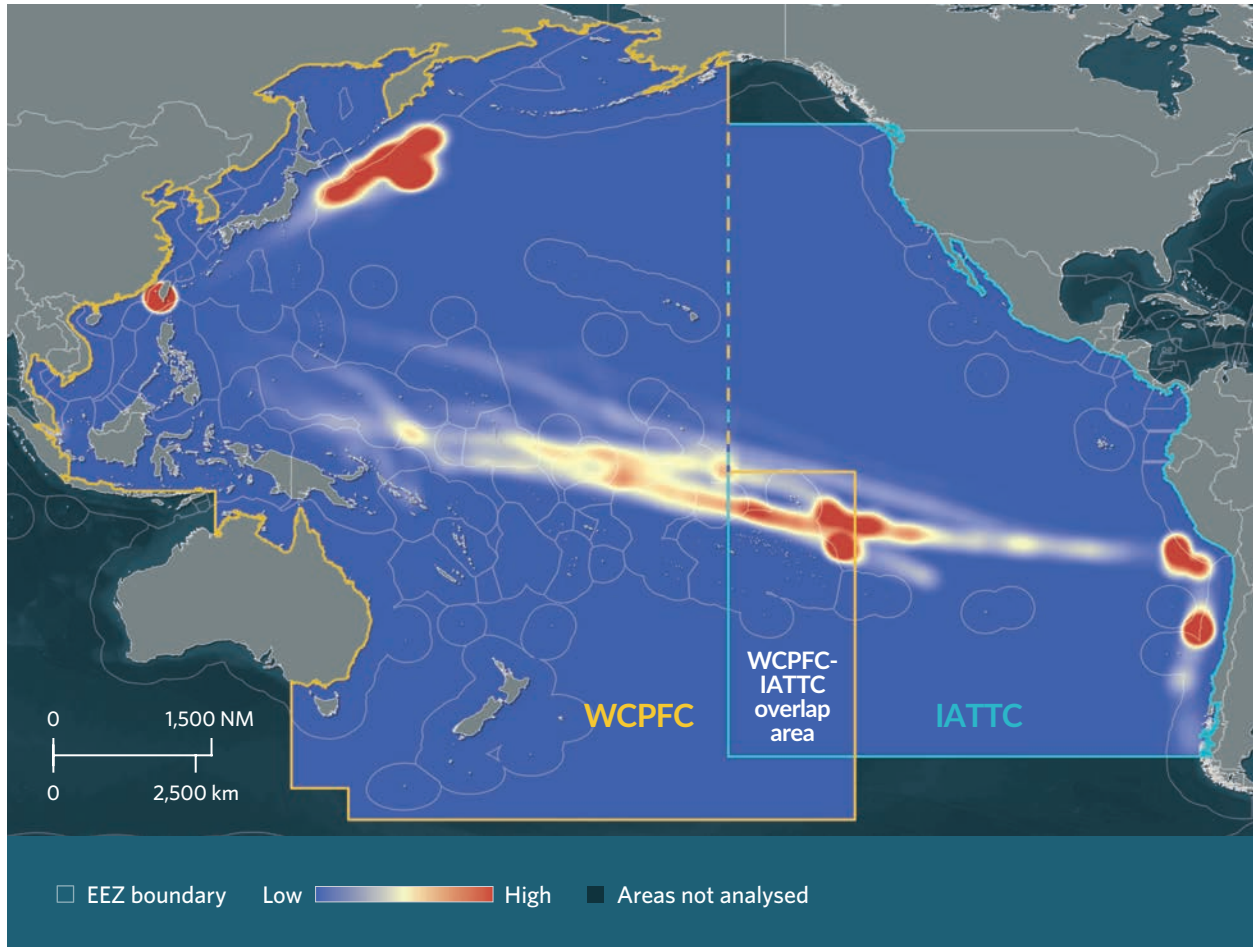 WCPFC
WCPFC-
IATTC
overlap
area
IATTC
0 1,500 NM
0 2,500 km
EEZ boundary Low High Areas not analysed